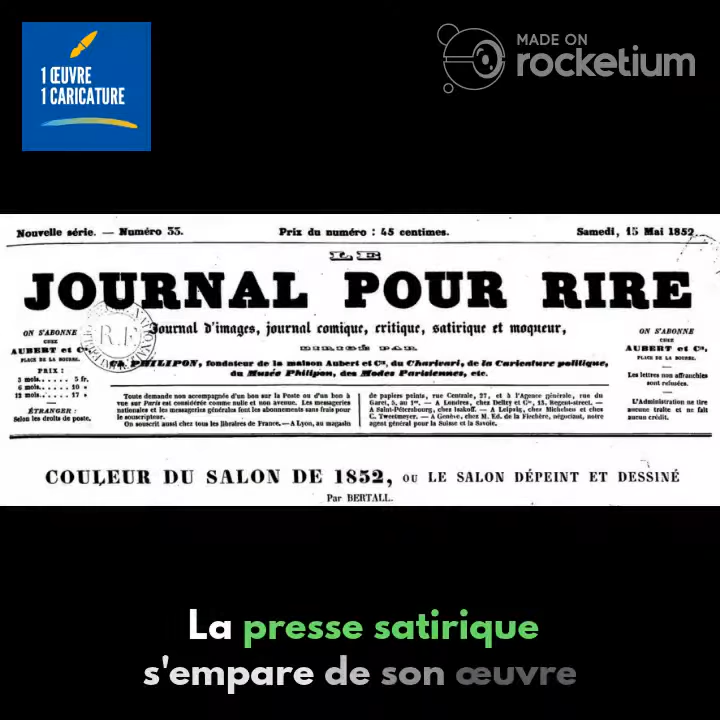 1 ŒUVRE
1 CARICATURE
MADE ON
rocketium
Nouvelle série. — Numéro 33.
Prix du numéro : 45 centimes.
Samedi, 15 Mai 1852.
LE
JOURNAL POUR RIRE
Journal d'images, journal comique, critique, satirique et moqueur,
DIRIGÉ PAR
CH. PHILIPON, fondateur de la maison Aubert et Cie, du Charivari, de la Caricature politique,
du Musée Philipon, des Modes Parisiennes, etc.
ON S'ABONNE
CHEZ
AUBERT et Cie
PLACE DE LA BOURSE.
PRIX :
3 mois...... 5 fr.
6 mois...... 10 »
12 mois..... 17 »
ÉTRANGER :
Selon les droits de poste.
R.F.
Toute demande non accompagnée d'un bon sur la Poste ou d'un bon à
vue sur Paris est considérée comme nulle et non avenue. Les messageries
nationales et les messageries générales font les abonnements sans frais pour
le souscripteur.
On souscrit aussi chez tous les libraires de France. — A Lyon, au magasin
de papiers peints, rue Centrale, 27, et à l'Agence générale, rue du
Garet, 5, au 1er. — A Londres, chez Delizy et Cie, 13, Regent-street. —
A Saint-Pétersbourg, chez Issakoff. — A Leipzig, chez Michelsen et chez
C. Twetmeyer. — A Genève, chez M. Ed. de la Flechère, négociant, notre
agent général pour la Suisse et la Savoie.
ON S'ABONNE
CHEZ
AUBERT et Cie
PLACE DE LA BOURSE.
Les lettres non affranchies
sont refusées.
L'Administration ne tire
aucune traite et ne fait
aucun crédit.
COULEUR DU SALON DE 1852, OU LE SALON DÉPEINT ET DESSINÉ
Par BERTALL.
La presse satirique
s'empare de son œuvre